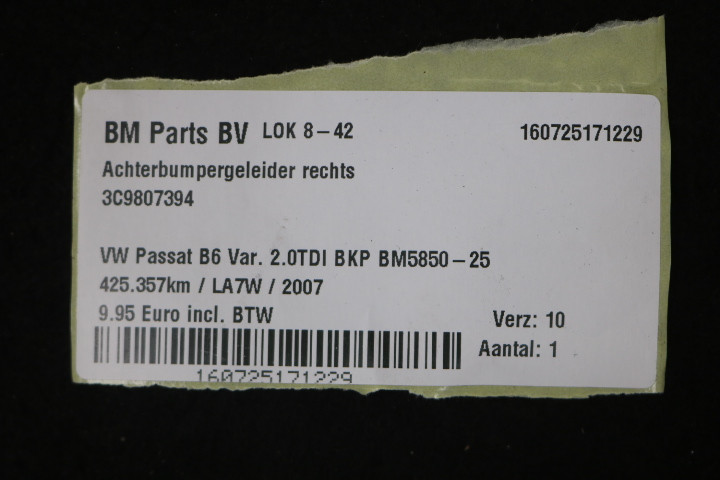 BM Parts BV LOK 8-42 160725171229
Achterbumpergeleider rechts
3C9807394
VW Passat B6 Var. 2.0TDI BKP BM5850-25
425.357km / LA7W / 2007
9.95 Euro incl. BTW Verz: 10
Aantal: 1
160725171229